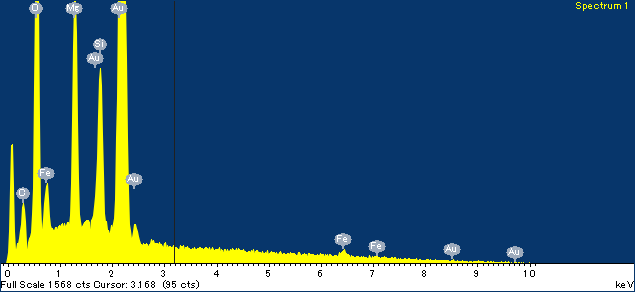 Spectrum 1
O Mg Au
Si
Au
Fe
C
Au
Fe Fe Au Au
0 1 2 3 4 5 6 7 8 9 10
Full Scale 1568 cts Cursor: 3.168 (95 cts) keV